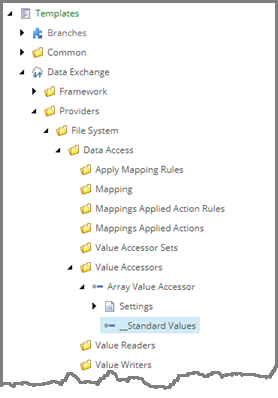 Templates
Branches
Common
Data Exchange
Framework
Providers
File System
Data Access
Apply Mapping Rules
Mapping
Mappings Applied Action Rules
Mappings Applied Actions
Value Accessor Sets
Value Accessors
Array Value Accessor
Settings
__Standard Values
Value Readers
Value Writers